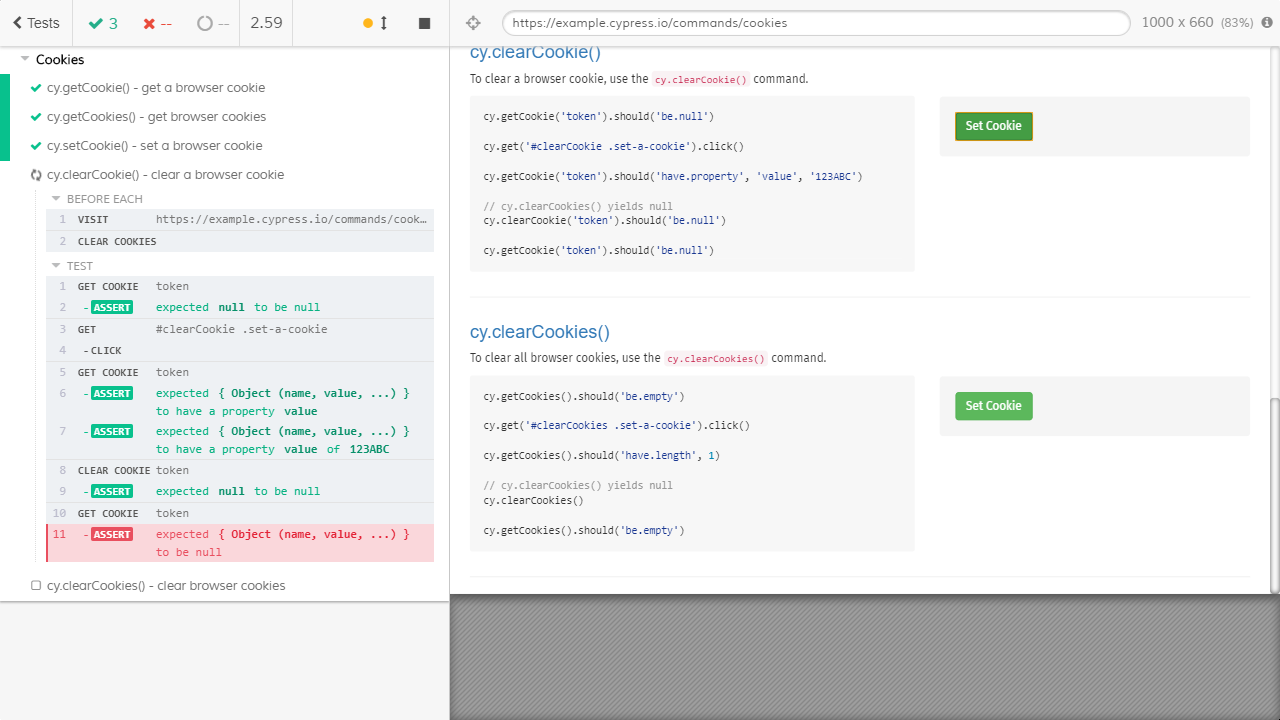 Tests
3
--
--
2.59
https://example.cypress.io/commands/cookies
1000 x 660 (83%)
Cookies
cy.getCookie() - get a browser cookie
cy.getCookies() - get browser cookies
cy.setCookie() - set a browser cookie
cy.clearCookie() - clear a browser cookie
BEFORE EACH
1 VISIT https://example.cypress.io/commands/cook…
2 CLEAR COOKIES
TEST
1 GET COOKIE token
2 -ASSERT expected null to be null
3 GET #clearCookie .set-a-cookie
4 -CLICK
5 GET COOKIE token
6 -ASSERT expected { Object (name, value, ...) }
to have a property value
7 -ASSERT expected { Object (name, value, ...) }
to have a property value of 123ABC
8 CLEAR COOKIE token
9 -ASSERT expected null to be null
10 GET COOKIE token
11 -ASSERT expected { Object (name, value, ...) }
to be null
cy.clearCookies() - clear browser cookies
cy.clearCookie()
To clear a browser cookie, use the cy.clearCookie() command.
cy.getCookie('token').should('be.null')
cy.get('#clearCookie .set-a-cookie').click()
cy.getCookie('token').should('have.property', 'value', '123ABC')
// cy.clearCookies() yields null
cy.clearCookie('token').should('be.null')
cy.getCookie('token').should('be.null')
Set Cookie
cy.clearCookies()
To clear all browser cookies, use the cy.clearCookies() command.
cy.getCookies().should('be.empty')
cy.get('#clearCookies .set-a-cookie').click()
cy.getCookies().should('have.length', 1)
// cy.clearCookies() yields null
cy.clearCookies()
cy.getCookies().should('be.empty')
Set Cookie